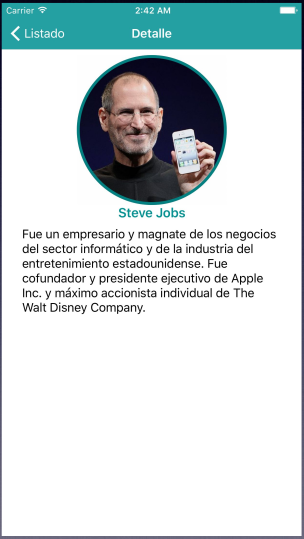 Carrier 2:42 AM
Listado Detalle
Steve Jobs
Fue un empresario y magnate de los negocios
del sector informático y de la industria del
entretenimiento estadounidense. Fue
cofundador y presidente ejecutivo de Apple
Inc. y máximo accionista individual de The
Walt Disney Company.